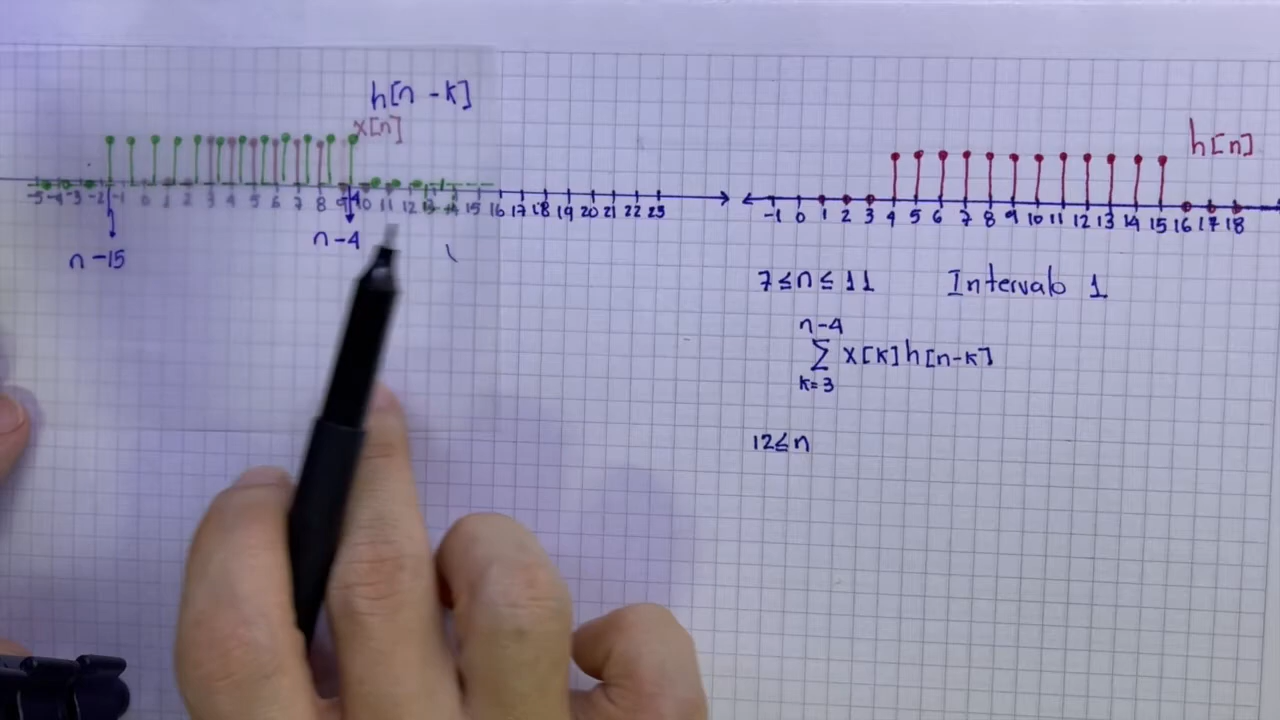 h[n-k]
x[n]
-5 -4 -3 -2 -1 0 1 2 3 4 5 6 7 8 9 10 11 12 13 14 15 16 17 18 19 20 21 22 23
n-15
n-4
h[n]
-1 0 1 2 3 4 5 6 7 8 9 10 11 12 13 14 15 16 17 18
7≤n≤11 Intervalo 1
n-4
∑ x[k]h[n-k]
k=3
12≤n